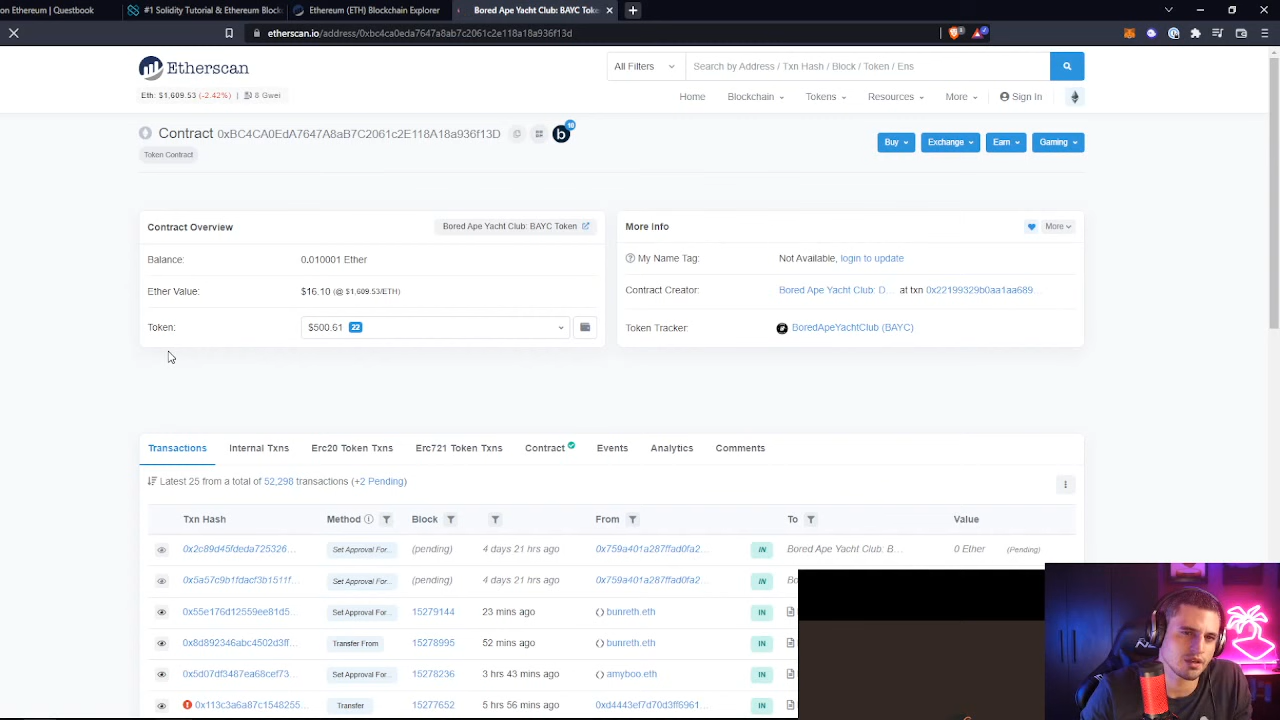 on Ethereum | Questbook
#1 Solidity Tutorial & Ethereum Block
Ethereum (ETH) Blockchain Explorer
Bored Ape Yacht Club: BAYC Toke
etherscan.io/address/0xbc4ca0eda7647a8ab7c2061c2e118a18a936f13d
Etherscan
All Filters
Search by Address / Txn Hash / Block / Token / Ens
Eth: $1,609.53 (-2.42%) | 8 Gwei
Home Blockchain Tokens Resources More Sign In
Contract 0xBC4CA0EdA7647A8aB7C2061c2E118A18a936f13D
Buy Exchange Earn Gaming
Token Contract
Contract Overview
Bored Ape Yacht Club: BAYC Token
More Info
More
Balance: 0.010001 Ether
My Name Tag: Not Available, login to update
Ether Value: $16.10 (@ $1,609.53/ETH)
Contract Creator: Bored Ape Yacht Club: D... at txn 0x22199329b0aa1aa689...
Token: $500.61 22
Token Tracker: BoredApeYachtClub (BAYC)
Transactions Internal Txns Erc20 Token Txns Erc721 Token Txns Contract Events Analytics Comments
Latest 25 from a total of 52,298 transactions (+2 Pending)
Txn Hash Method Block From To Value
0x2c89d45fdeda725326... Set Approval For... (pending) 4 days 21 hrs ago 0x759a401a287ffad0fa2... IN Bored Ape Yacht Club: B... 0 Ether (Pending)
0x5a57c9b1fdacf3b1511f... Set Approval For... (pending) 4 days 21 hrs ago 0x759a401a287ffad0fa2... IN
0x55e176d12559ee81d5... Set Approval For... 15279144 23 mins ago bunreth.eth IN
0x8d892346abc4502d3ff... Transfer From 15278995 52 mins ago bunreth.eth IN
0x5d07df3487ea68cef73... Set Approval For... 15278236 3 hrs 43 mins ago amyboo.eth IN
0x113c3a6a87c1548255... Transfer 15277652 5 hrs 56 mins ago 0xd4443ef7d70d3ff6961... IN